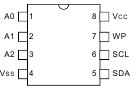 A0 1 8 Vcc
A1 2 7 WP
A2 3 6 SCL
Vss 4 5 SDA